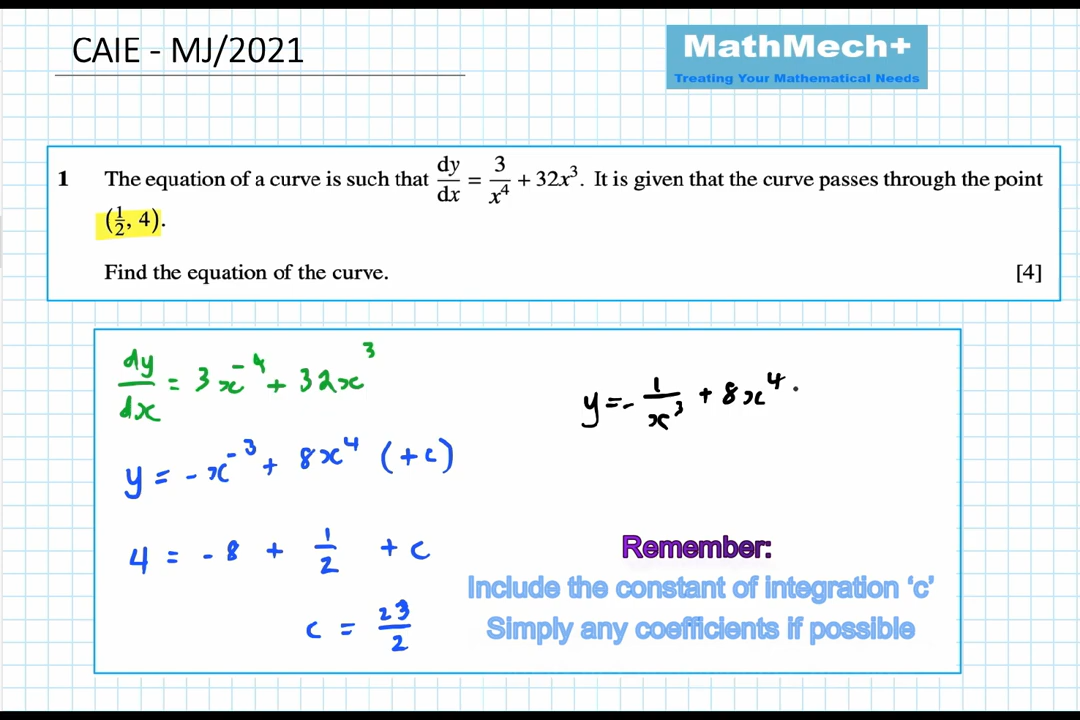 CAIE - MJ/2021
MathMech+
Treating Your Mathematical Needs
1 The equation of a curve is such that dy/dx = 3/x⁴ + 32x³. It is given that the curve passes through the point
(½, 4).
Find the equation of the curve. [4]
dy/dx = 3x⁻⁴ + 32x³
y = -x⁻³ + 8x⁴ (+c)
4 = -8 + 1/2 + c
c = 23/2
y = - 1/x³ + 8x⁴
Remember:
Include the constant of integration ‘c’
Simply any coefficients if possible